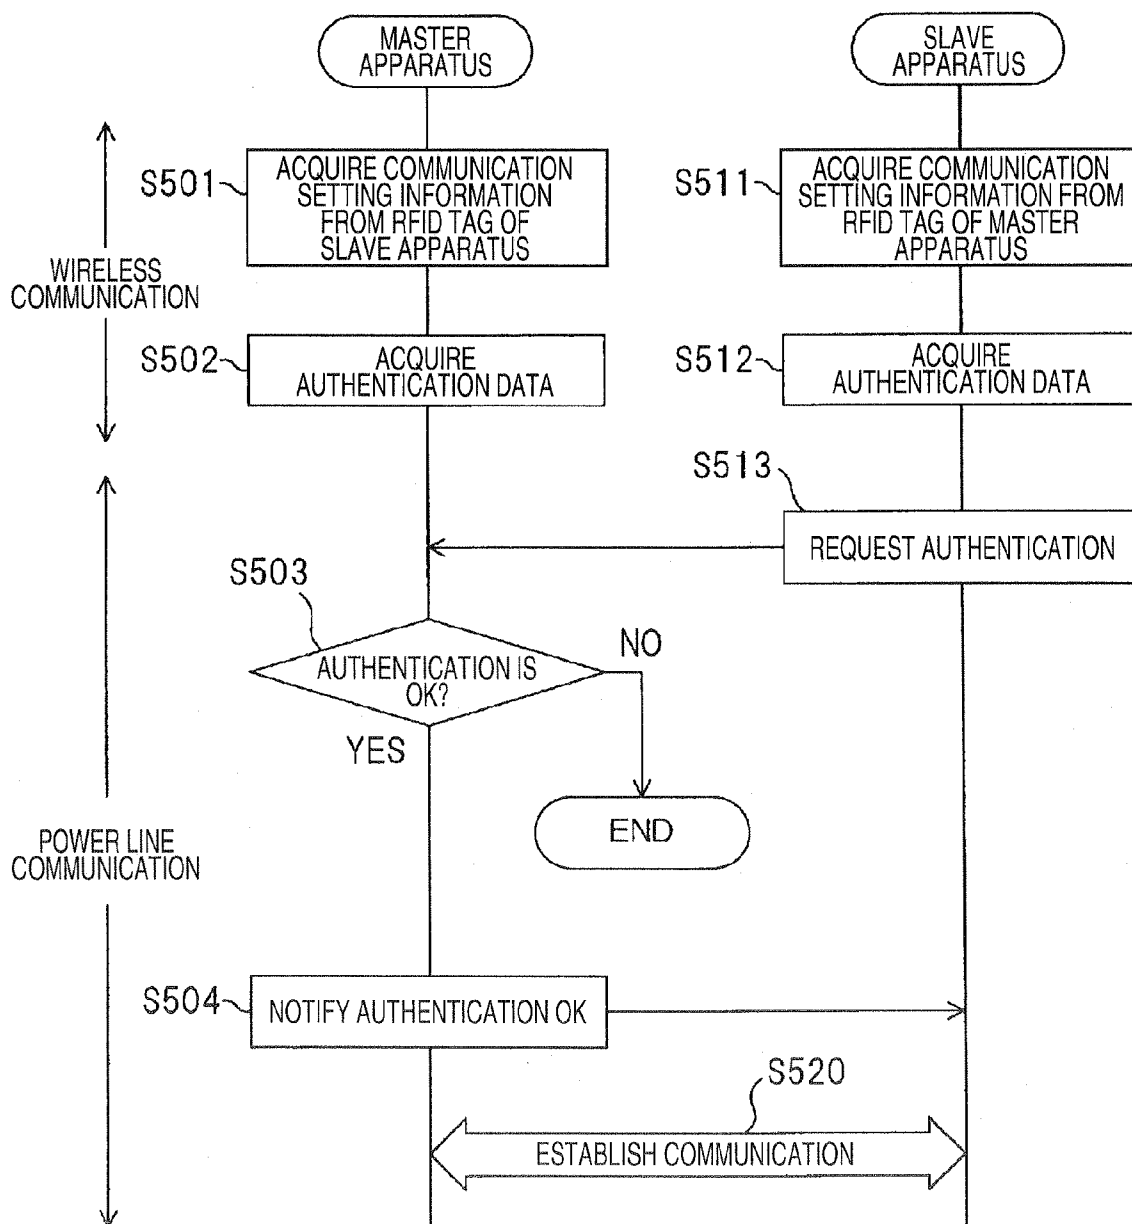 MASTER
APPARATUS
SLAVE
APPARATUS
S501
ACQUIRE COMMUNICATION
SETTING INFORMATION
FROM RFID TAG OF
SLAVE APPARATUS
S511
ACQUIRE COMMUNICATION
SETTING INFORMATION FROM
RFID TAG OF MASTER
APPARATUS
WIRELESS
COMMUNICATION
S502
ACQUIRE
AUTHENTICATION DATA
S512
ACQUIRE
AUTHENTICATION DATA
S513
REQUEST AUTHENTICATION
S503
AUTHENTICATION IS
OK?
NO
YES
END
POWER LINE
COMMUNICATION
S504
NOTIFY AUTHENTICATION OK
S520
ESTABLISH COMMUNICATION